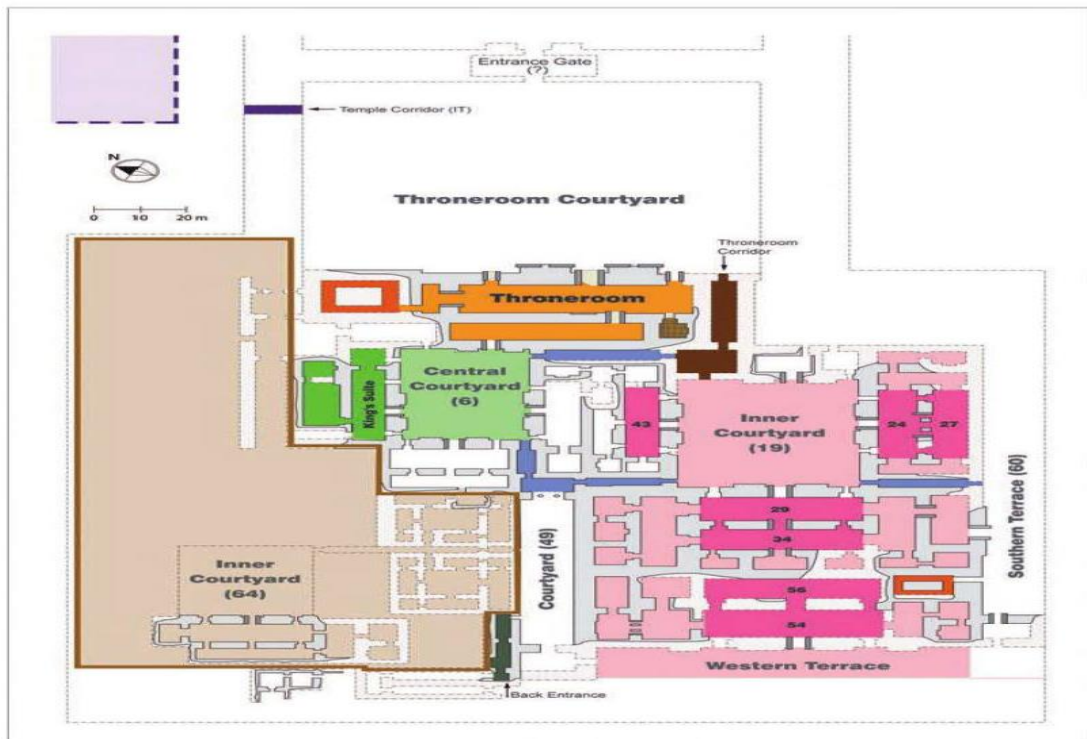 Entrance Gate
(?)
Temple Corridor (IT)
N
0 10 20 m
Throneroom Courtyard
Throneroom
Corridor
Throneroom
King's Suite
Central
Courtyard
(6)
43
Inner
Courtyard
(19)
24
27
29
34
Southern Terrace (60)
Inner
Courtyard
(64)
Courtyard (49)
56
54
Western Terrace
Back Entrance